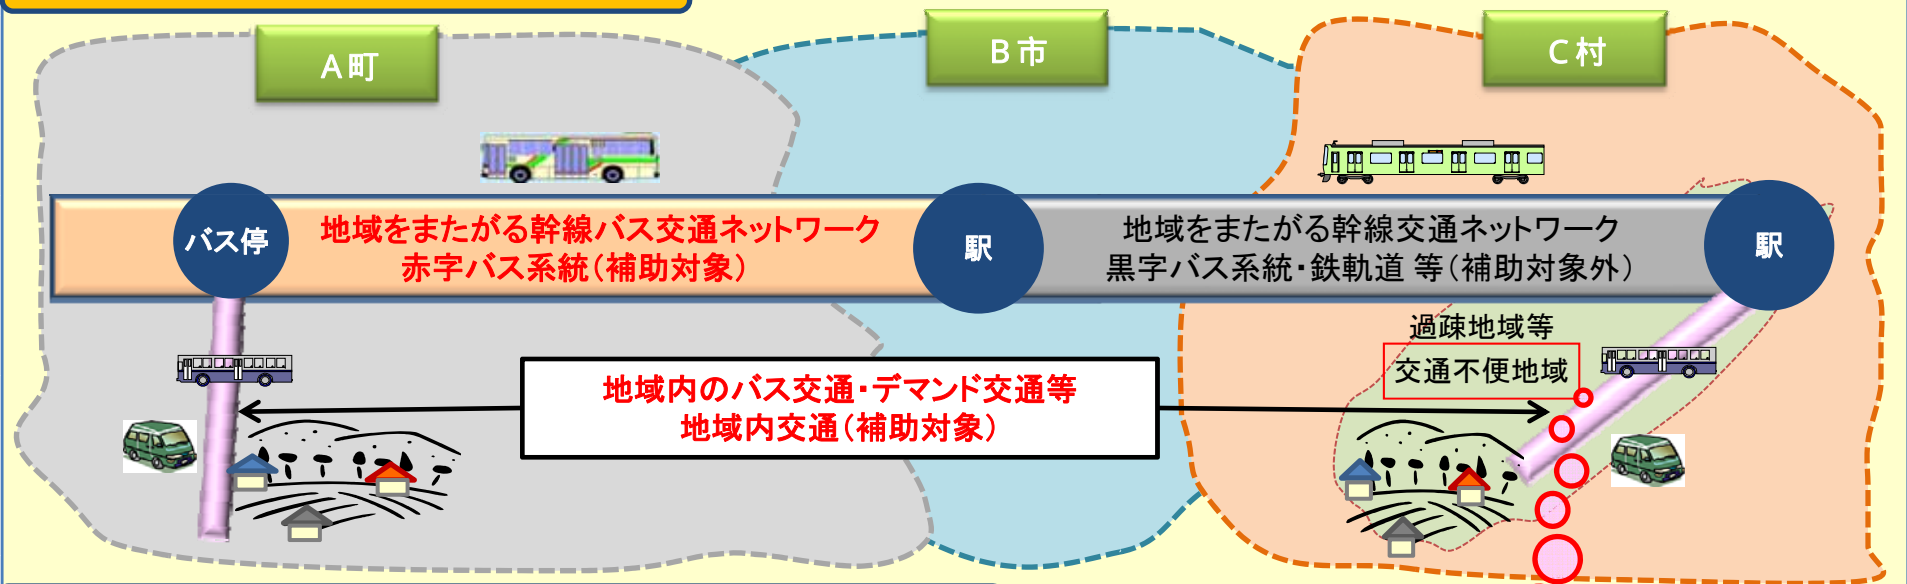 A町
B市
C村
バス停
地域をまたがる幹線バス交通ネットワーク
赤字バス系統(補助対象)
駅
地域をまたがる幹線交通ネットワーク
黒字バス系統・鉄軌道 等(補助対象外)
駅
過疎地域等
交通不便地域
地域内のバス交通・デマンド交通等
地域内交通(補助対象)